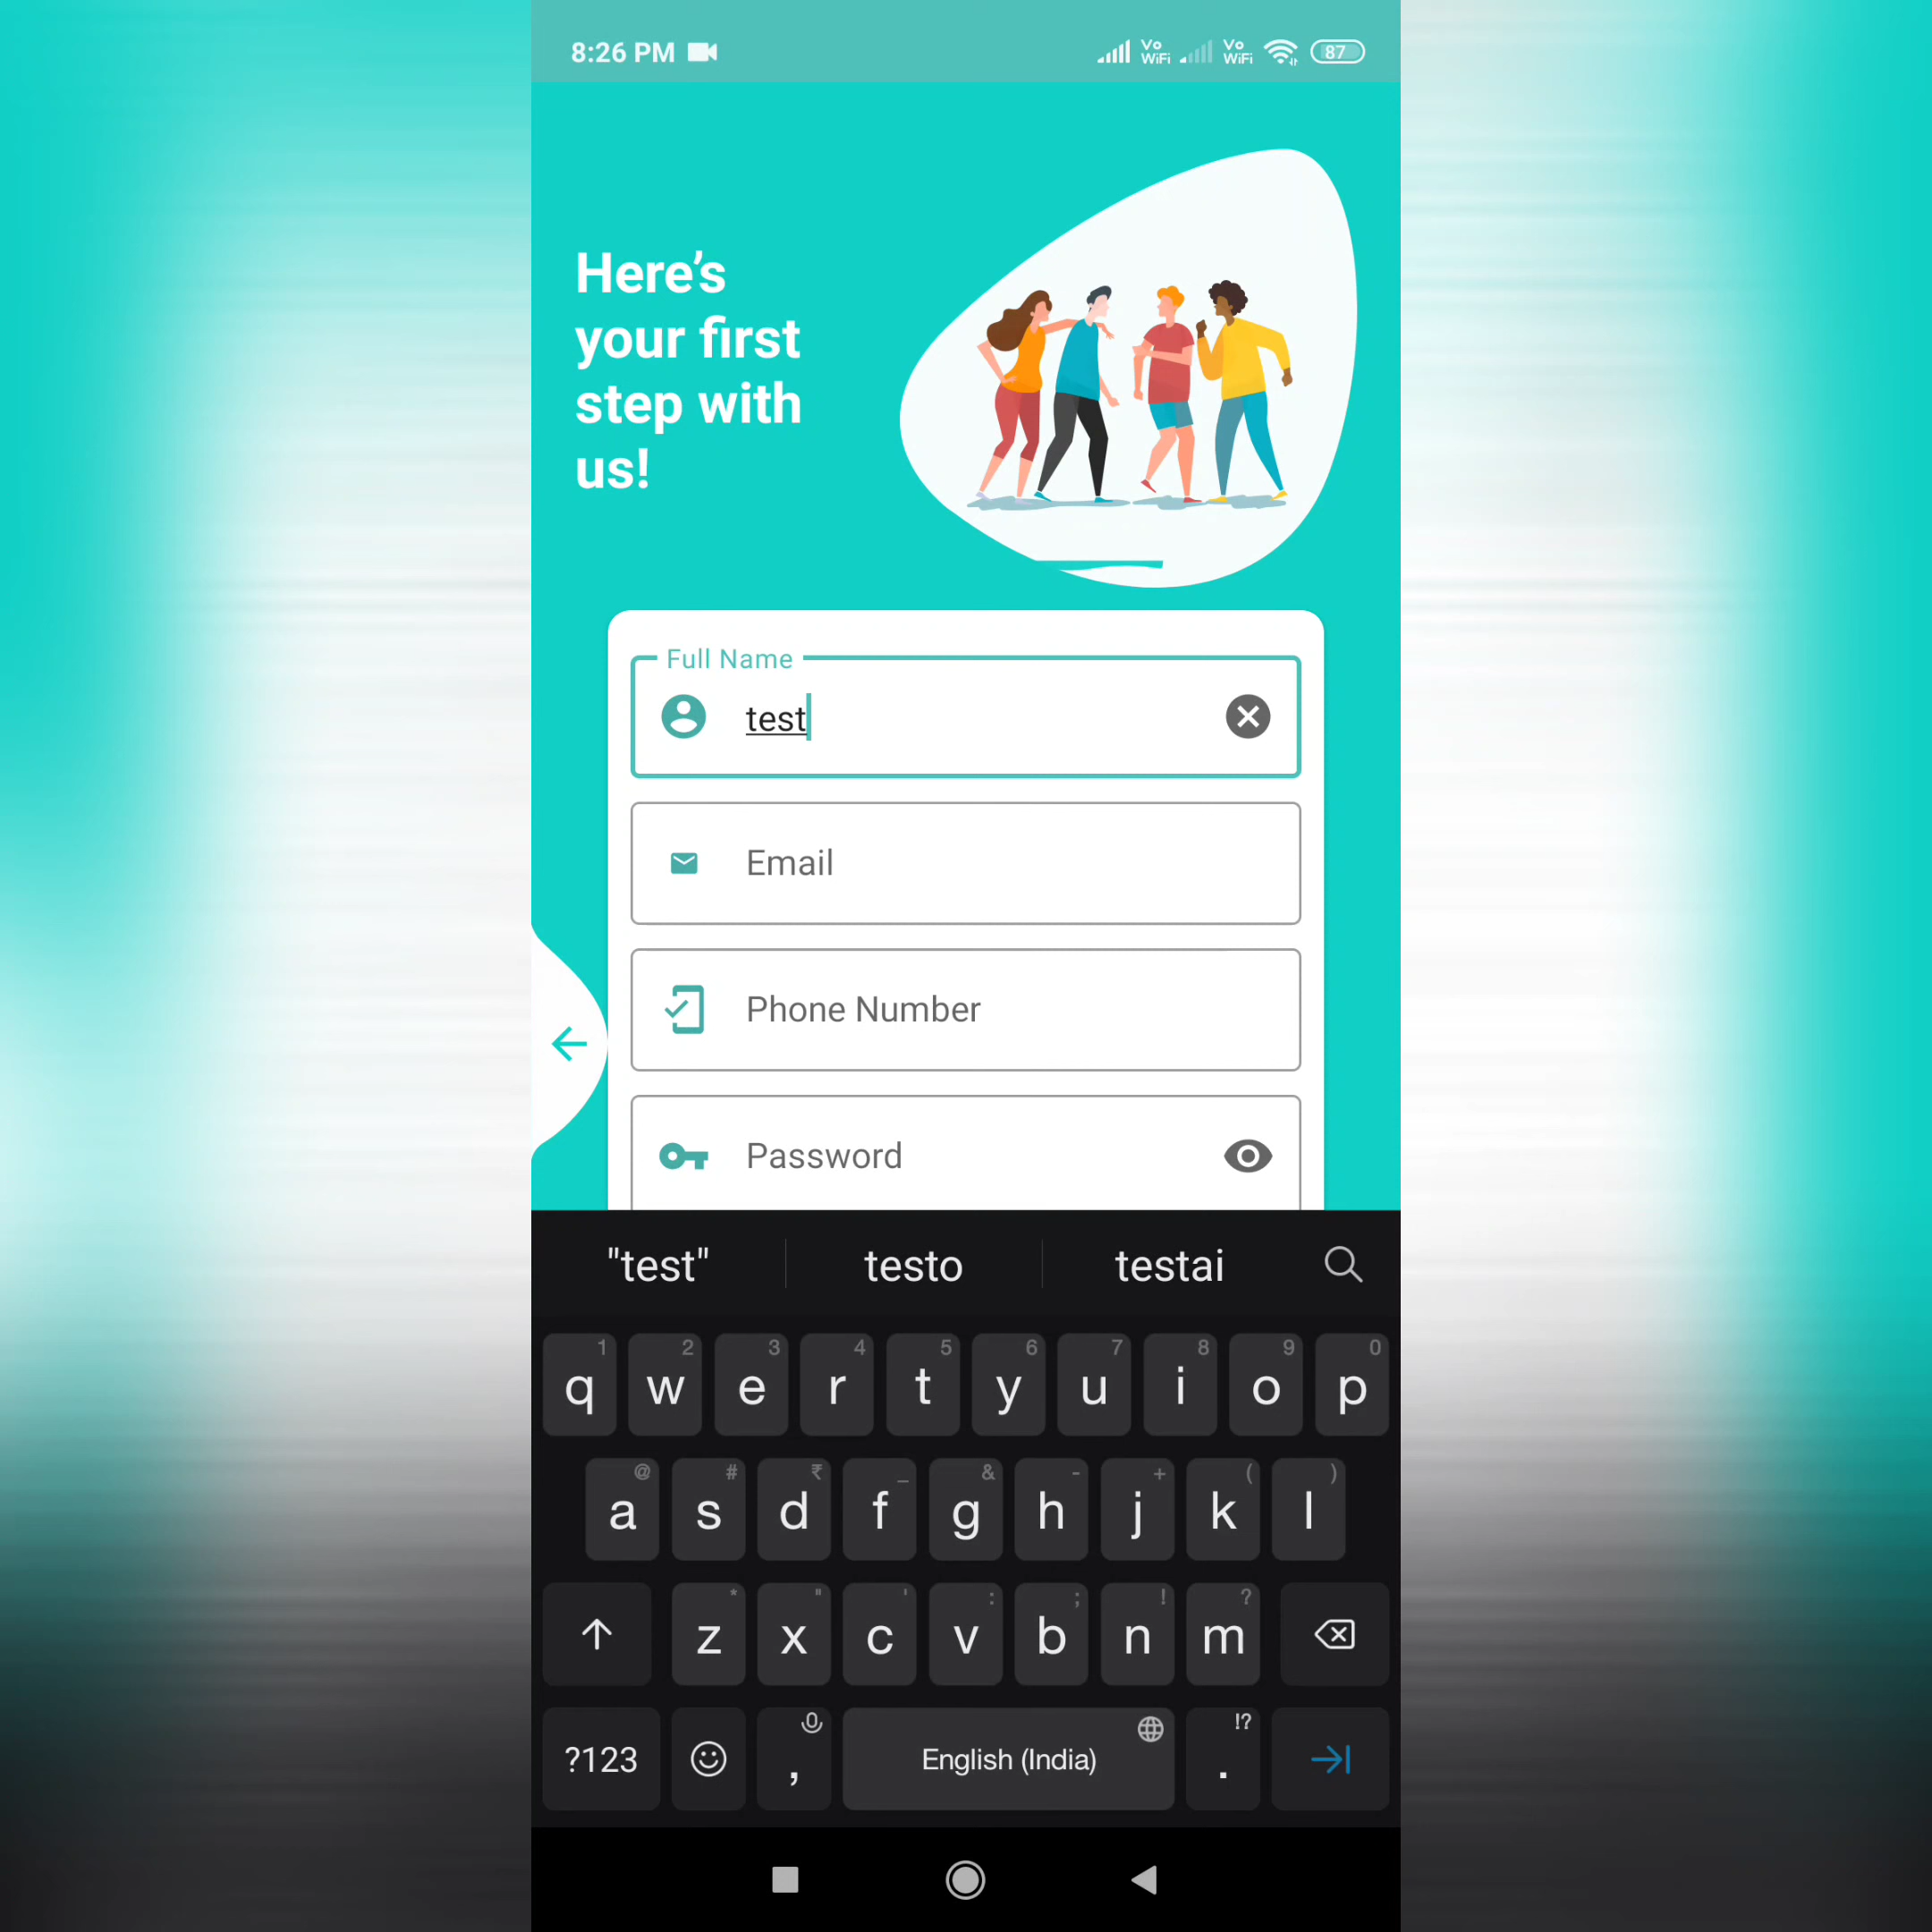 8:26 PM
Vo WiFi Vo WiFi 87
Here’s
your first
step with
us!
Full Name
test
Email
Phone Number
Password
"test" testo testai
1 2 3 4 5 6 7 8 9 0
q w e r t y u i o p
@ # ₹ _ & - + ( )
a s d f g h j k l
* " ' : ; ! ?
z x c v b n m
!?
?123 , English (India) .